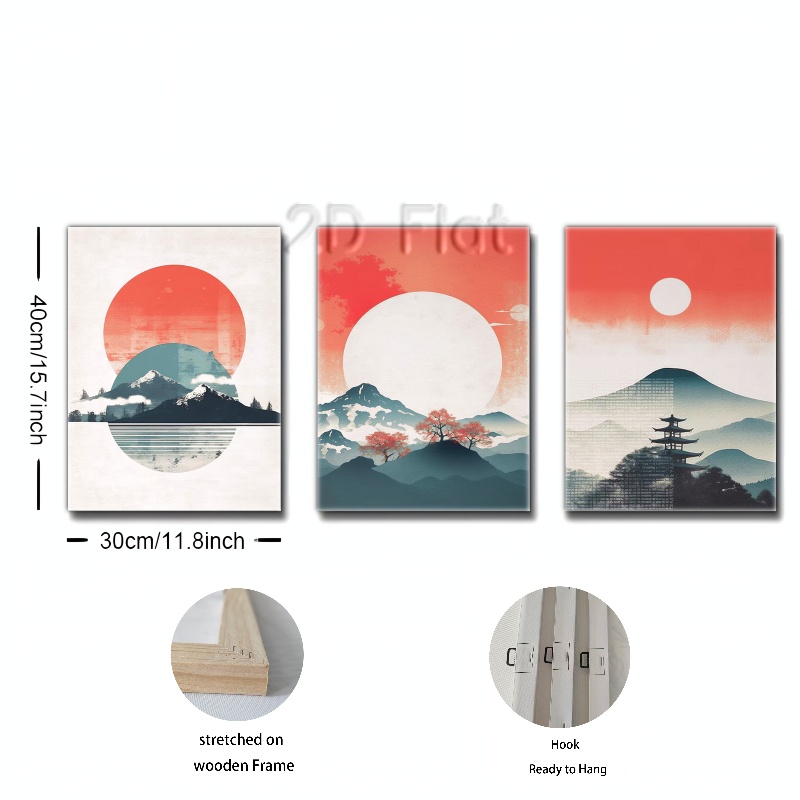 2D Flat
40cm/15.7inch
30cm/11.8inch
stretched on
wooden Frame
Hook
Ready to Hang